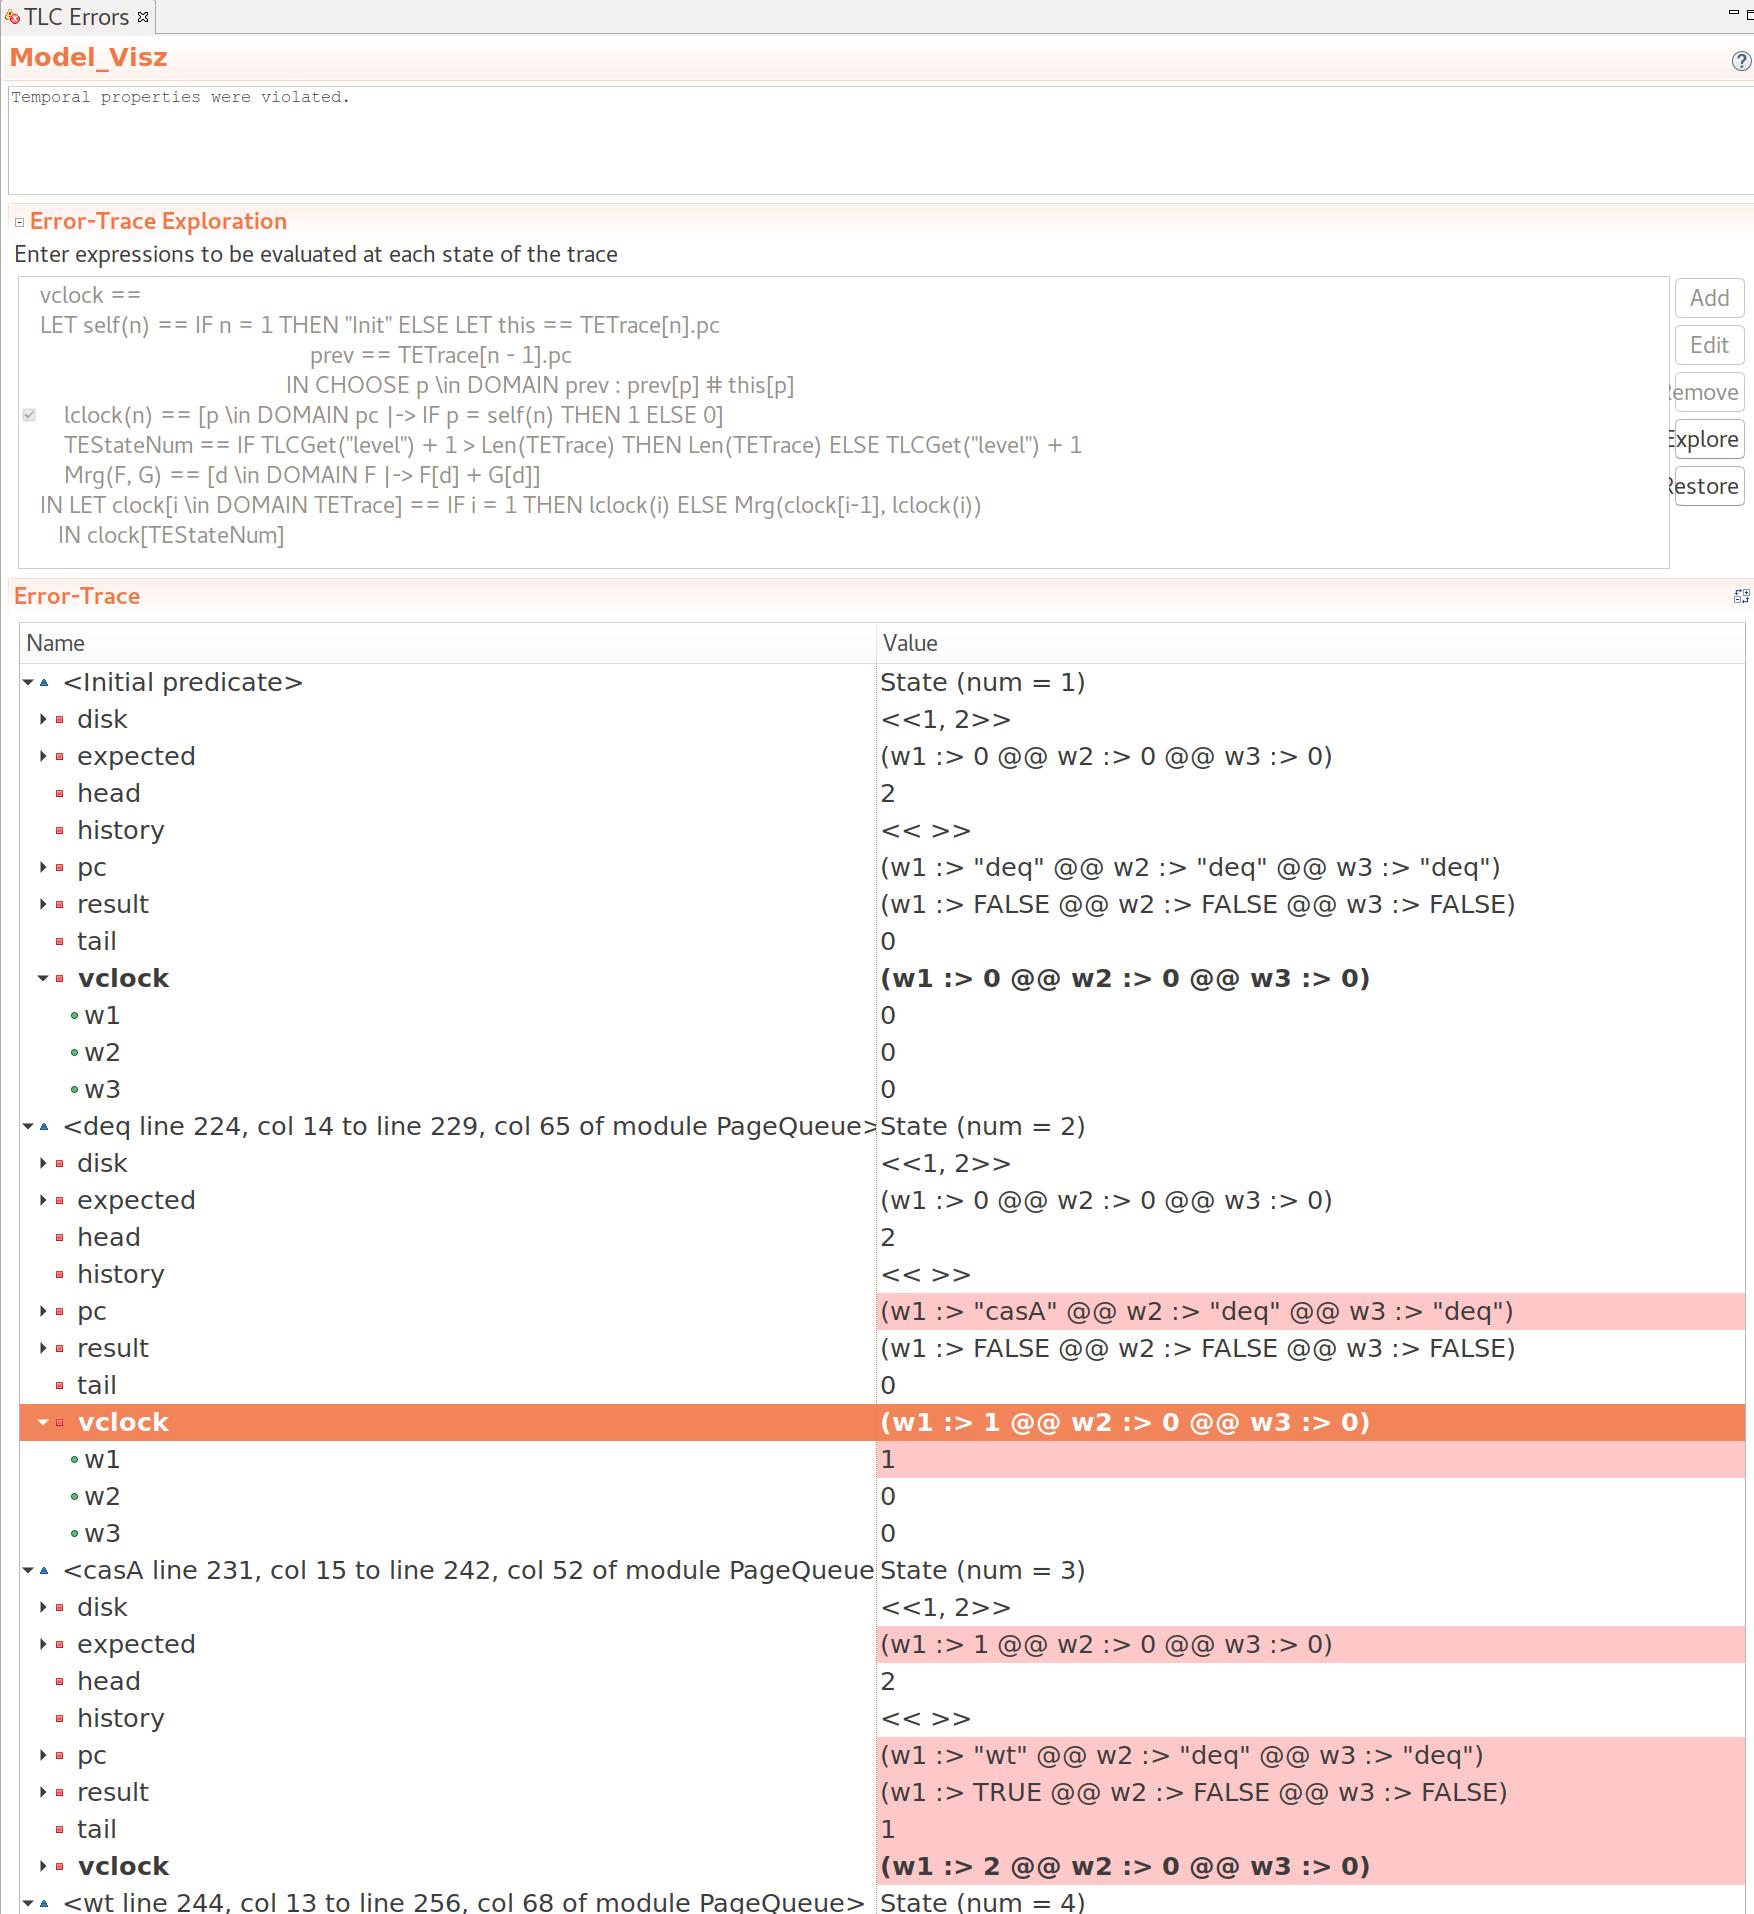 TLC Errors
Model_Visz
Temporal properties were violated.
Error-Trace Exploration
Enter expressions to be evaluated at each state of the trace
vclock ==
LET self(n) == IF n = 1 THEN "Init" ELSE LET this == TETrace[n].pc
prev == TETrace[n - 1].pc
IN CHOOSE p \in DOMAIN prev : prev[p] # this[p]
lclock(n) == [p \in DOMAIN pc |-> IF p = self(n) THEN 1 ELSE 0]
TEStateNum == IF TLCGet("level") + 1 > Len(TETrace) THEN Len(TETrace) ELSE TLCGet("level") + 1
Mrg(F, G) == [d \in DOMAIN F |-> F[d] + G[d]]
IN LET clock[i \in DOMAIN TETrace] == IF i = 1 THEN lclock(i) ELSE Mrg(clock[i-1], lclock(i))
IN clock[TEStateNum]
Add
Edit
Remove
Explore
Restore
Error-Trace
Name Value
<Initial predicate> State (num = 1)
disk <<1, 2>>
expected (w1 :> 0 @@ w2 :> 0 @@ w3 :> 0)
head 2
history << >>
pc (w1 :> "deq" @@ w2 :> "deq" @@ w3 :> "deq")
result (w1 :> FALSE @@ w2 :> FALSE @@ w3 :> FALSE)
tail 0
vclock (w1 :> 0 @@ w2 :> 0 @@ w3 :> 0)
w1 0
w2 0
w3 0
<deq line 224, col 14 to line 229, col 65 of module PageQueue> State (num = 2)
disk <<1, 2>>
expected (w1 :> 0 @@ w2 :> 0 @@ w3 :> 0)
head 2
history << >>
pc (w1 :> "casA" @@ w2 :> "deq" @@ w3 :> "deq")
result (w1 :> FALSE @@ w2 :> FALSE @@ w3 :> FALSE)
tail 0
vclock (w1 :> 1 @@ w2 :> 0 @@ w3 :> 0)
w1 1
w2 0
w3 0
<casA line 231, col 15 to line 242, col 52 of module PageQueue State (num = 3)
disk <<1, 2>>
expected (w1 :> 1 @@ w2 :> 0 @@ w3 :> 0)
head 2
history << >>
pc (w1 :> "wt" @@ w2 :> "deq" @@ w3 :> "deq")
result (w1 :> TRUE @@ w2 :> FALSE @@ w3 :> FALSE)
tail 1
vclock (w1 :> 2 @@ w2 :> 0 @@ w3 :> 0)
<wt line 244, col 13 to line 256, col 68 of module PageQueue> State (num = 4)